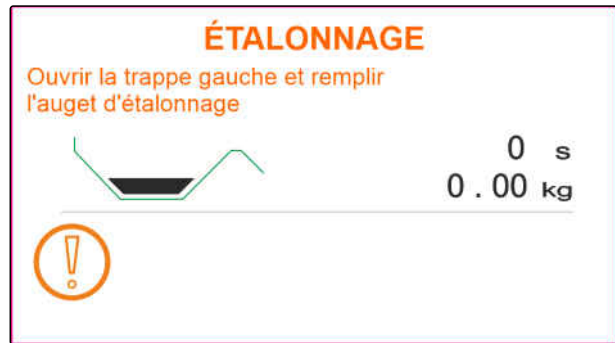 ÉTALONNAGE
Ouvrir la trappe gauche et remplir
l'auget d'étalonnage
0 s
0 . 00 kg